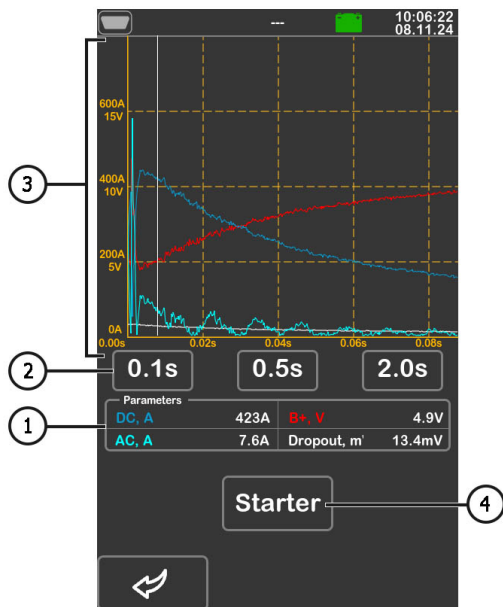 ---
10:06:22
08.11.24
600A
15V
400A
10V
200A
5V
0A
0.00s 0.02s 0.04s 0.06s 0.08s
3
2
0.1s 0.5s 2.0s
Parameters
1
DC, A 423A B+, V 4.9V
AC, A 7.6A Dropout, m' 13.4mV
Starter
4